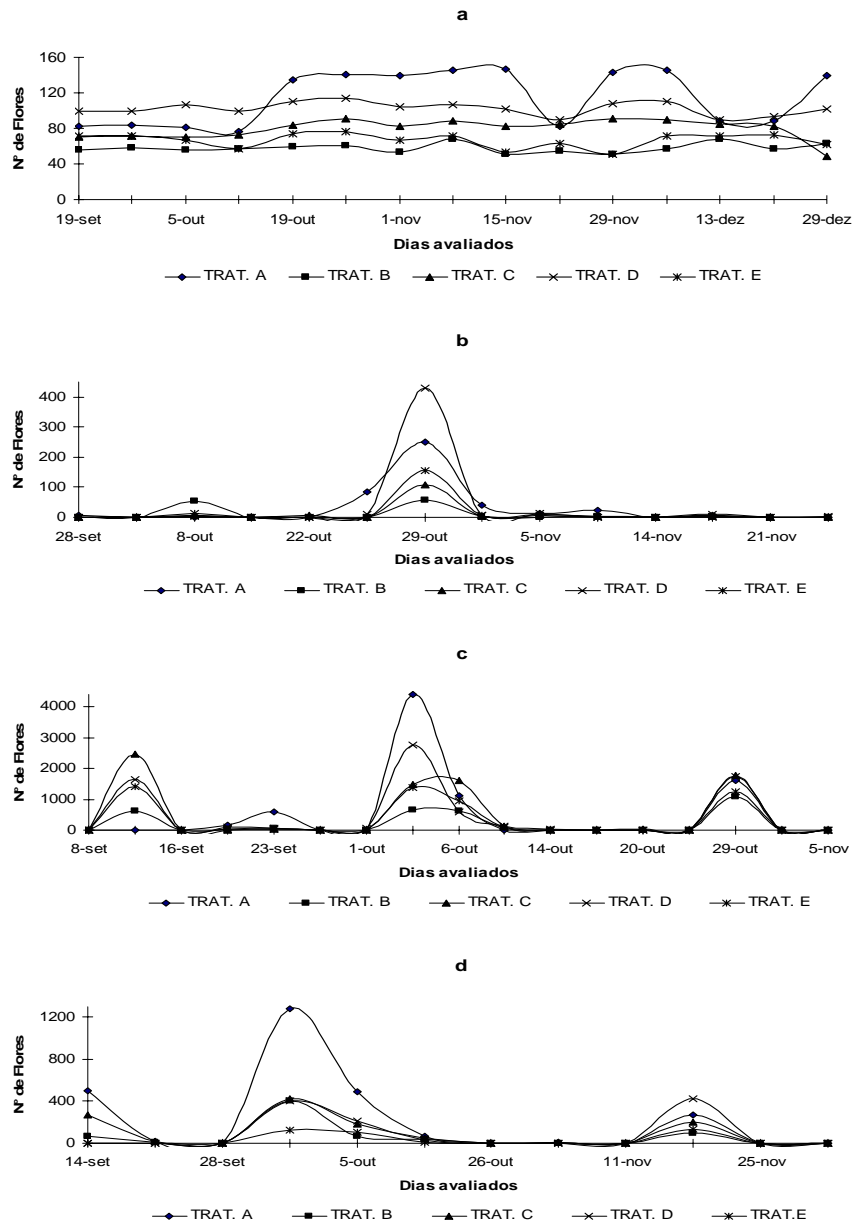 a
160
120
80
40
0
N° de Flores
19-set 5-out 19-out 1-nov 15-nov 29-nov 13-dez 29-dez
Dias avaliados
TRAT. A TRAT. B TRAT. C TRAT. D TRAT. E
b
400
300
200
100
0
N° de Flores
28-set 8-out 22-out 29-out 5-nov 14-nov 21-nov
Dias avaliados
TRAT. A TRAT. B TRAT. C TRAT. D TRAT. E
c
4000
3000
2000
1000
0
N° de Flores
8-set 16-set 23-set 1-out 6-out 14-out 20-out 29-out 5-nov
Dias avaliados
TRAT. A TRAT. B TRAT. C TRAT. D TRAT. E
d
1200
800
400
0
N° de Flores
14-set 28-set 5-out 26-out 11-nov 25-nov
Dias avaliados
TRAT. A TRAT. B TRAT. C TRAT. D TRAT.E